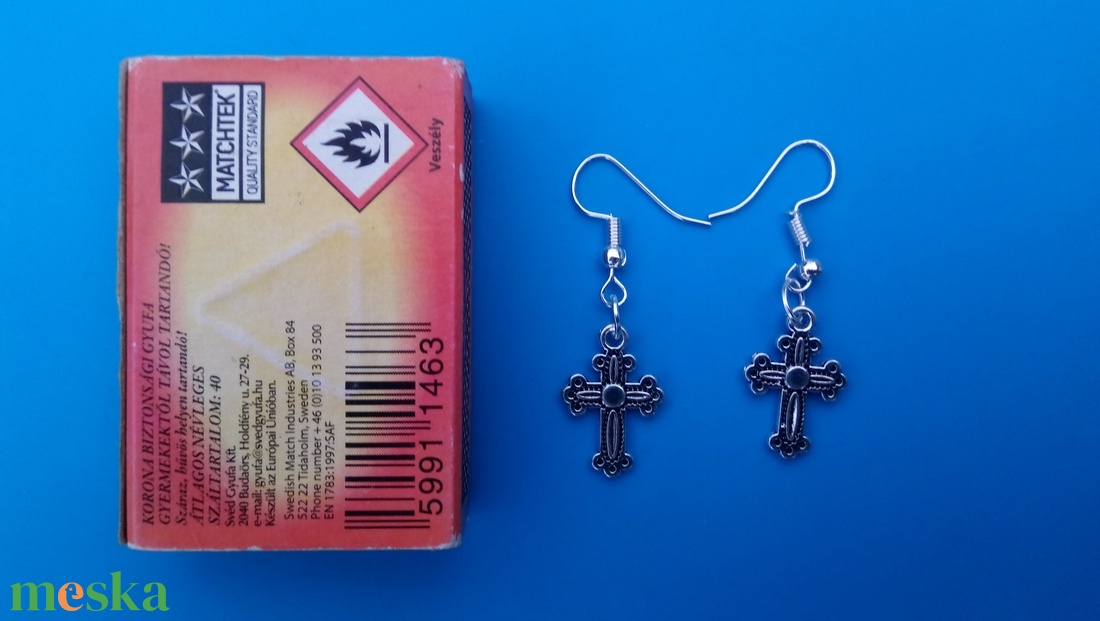 MATCHTEK
QUALITY STANDARD
Veszély
KORONA BIZTONSÁGI GYUFA
GYERMEKEKTŐL TÁVOL TARTANDÓ!
Száraz, hűvös helyen tartandó!
ÁTLAGOS NÉVLEGES
SZÁLTARTALOM: 40
Svéd Gyufa Kft.
2040 Budaörs, Holdfény u. 27-29.
e-mail: gyufa@svedgyufa.hu
Készült az Európai Unióban.
Swedish Match Industries AB, Box 84
522 22 Tidaholm, Sweden
Phone number + 46 (0)10 13 93 500
EN 1783:1997-SAF
5991 1463
meska